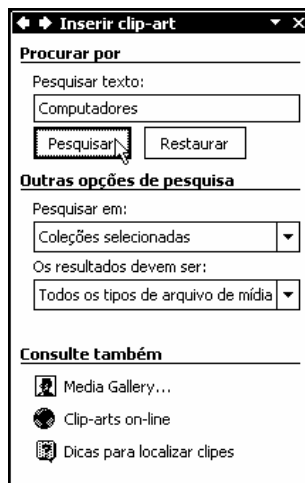 Inserir clip-art
Procurar por
Pesquisar texto:
Computadores
Pesquisar
Restaurar
Outras opções de pesquisa
Pesquisar em:
Coleções selecionadas
Os resultados devem ser:
Todos os tipos de arquivo de mídia
Consulte também
Media Gallery...
Clip-arts on-line
Dicas para localizar clipes